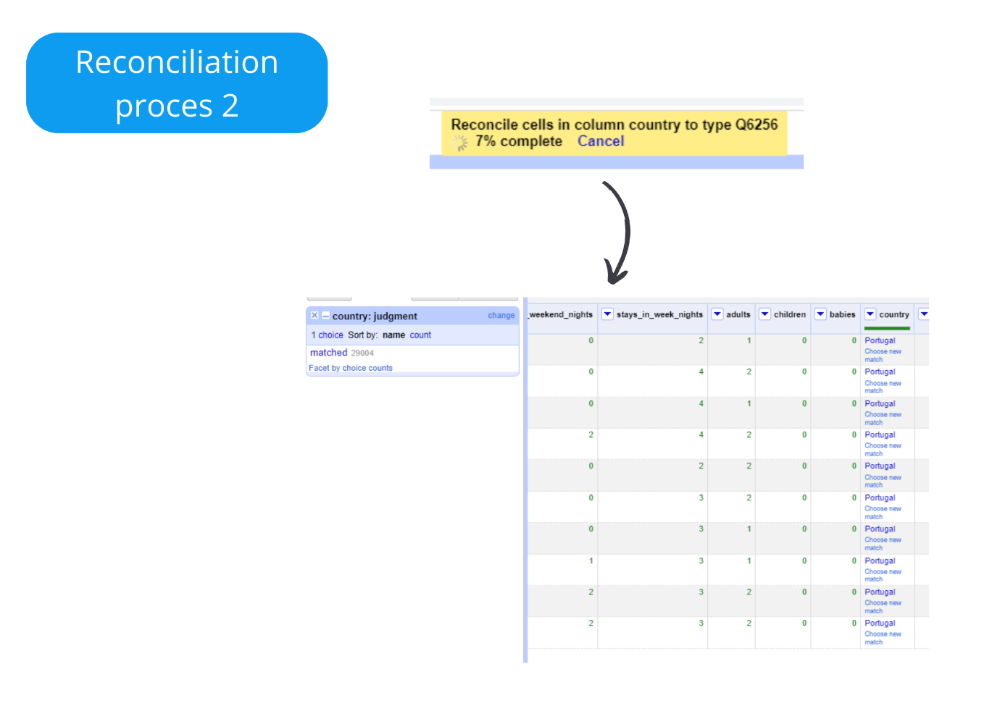 Reconciliation
proces 2
Reconcile cells in column country to type Q6256
7% complete Cancel
country: judgment change
1 choice Sort by: name count
matched 29004
Facet by choice counts
_weekend_nights stays_in_week_nights adults children babies country
0 2 1 0 0 Portugal
Choose new
match
0 4 2 0 0 Portugal
Choose new
match
0 4 1 0 0 Portugal
Choose new
match
2 4 2 0 0 Portugal
Choose new
match
0 2 2 0 0 Portugal
Choose new
match
0 3 2 0 0 Portugal
Choose new
match
0 3 1 0 0 Portugal
Choose new
match
1 3 1 0 0 Portugal
Choose new
match
2 3 2 0 0 Portugal
Choose new
match
2 3 2 0 0 Portugal
Choose new
match